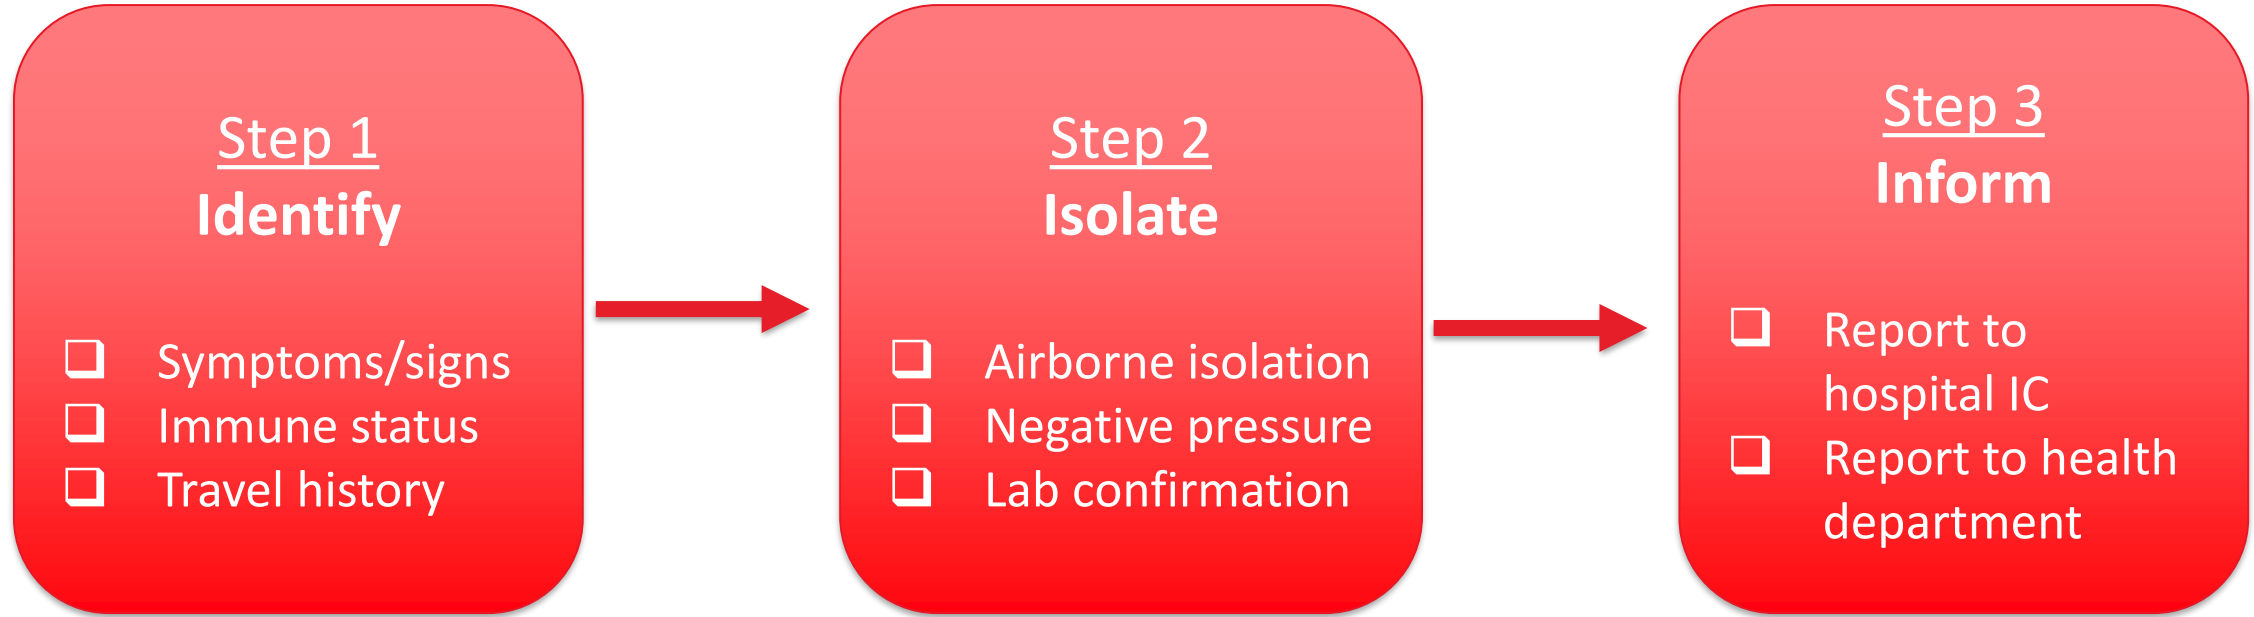 Step 1
Identify
Symptoms/signs
Immune status
Travel history
Step 2
Isolate
Airborne isolation
Negative pressure
Lab confirmation
Step 3
Inform
Report to
hospital IC
Report to health
department